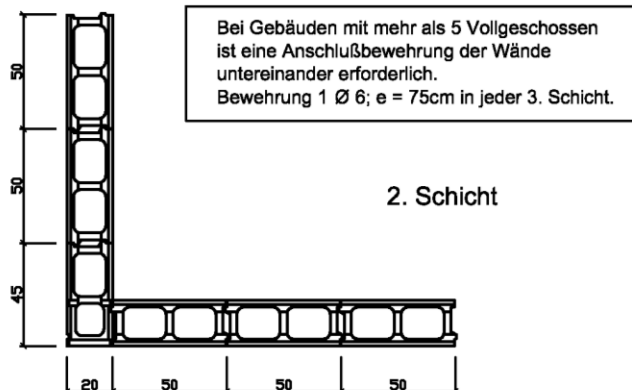 Bei Gebäuden mit mehr als 5 Vollgeschossen
ist eine Anschlußbewehrung der Wände
untereinander erforderlich.
Bewehrung 1 Ø 6; e = 75cm in jeder 3. Schicht.
2. Schicht
50
50
45
20 50 50 50